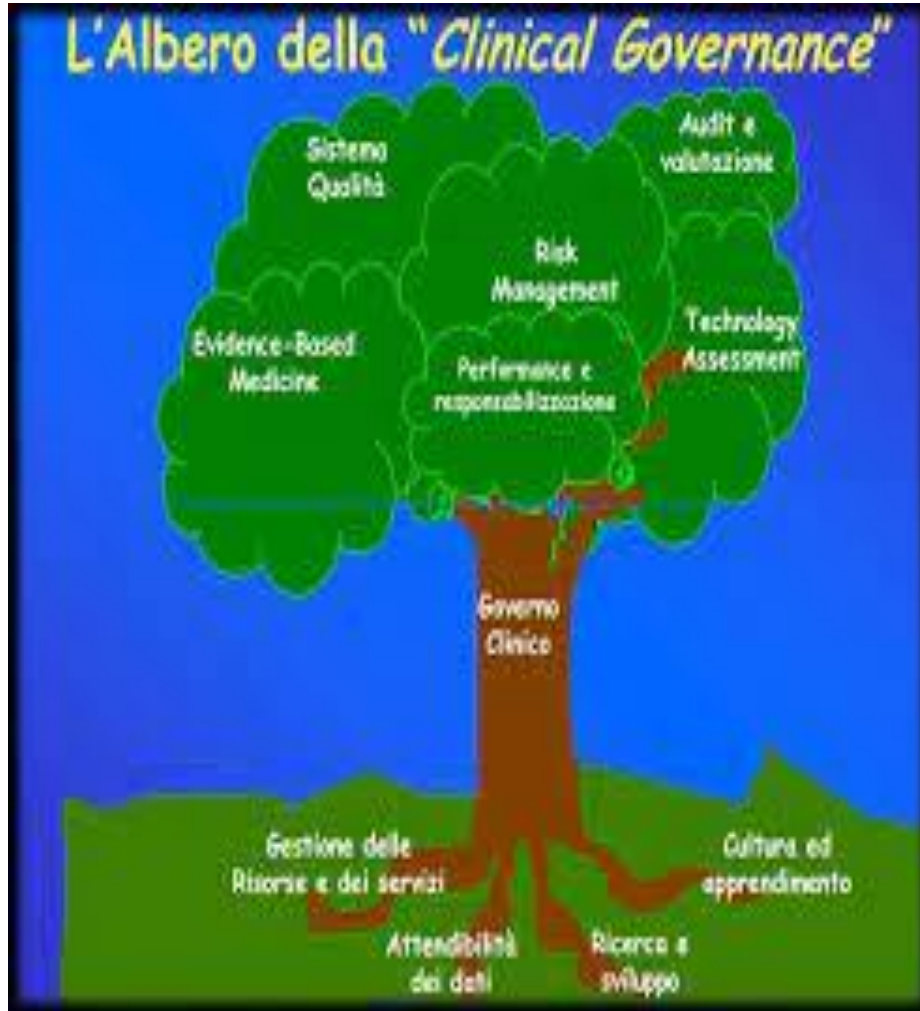 L'Albero della "Clinical Governance"
Sistema
Qualità
Audit e
valutazione
Risk
Management
Technology
Assessment
Evidence-Based
Medicine
Performance e
responsabilizzazione
Governo
Clinico
Gestione delle
Risorse e dei servizi
Cultura ed
apprendimento
Attendibilità
dei dati
Ricerca e
sviluppo